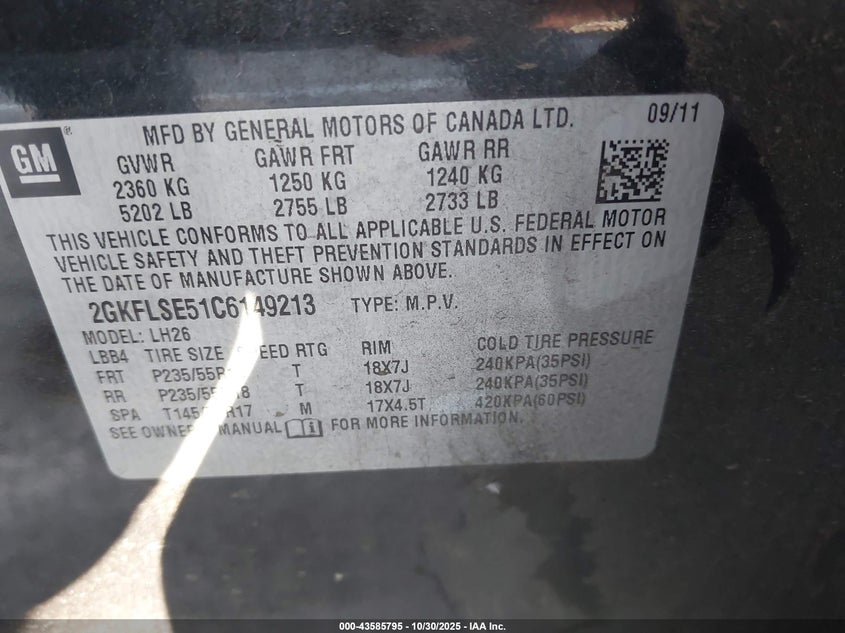 GM
®
MFD BY GENERAL MOTORS OF CANADA LTD. 09/11
GVWR GAWR FRT GAWR RR
2360 KG 1250 KG 1240 KG
5202 LB 2755 LB 2733 LB
THIS VEHICLE CONFORMS TO ALL APPLICABLE U.S. FEDERAL MOTOR
VEHICLE SAFETY AND THEFT PREVENTION STANDARDS IN EFFECT ON
THE DATE OF MANUFACTURE SHOWN ABOVE.
2GKFLSE51C6149213 TYPE: M.P.V.
MODEL: LH26
LBB4 TIRE SIZE SPEED RTG RIM COLD TIRE PRESSURE
FRT T 18X7J 240KPA(35PSI)
RR T 18X7J 240KPA(35PSI)
SPA M 17X4.5T 420KPA(60PSI)
SEE MANUAL i FOR MORE INFORMATION.
000-43585795 - 10/30/2025 - IAA Inc.